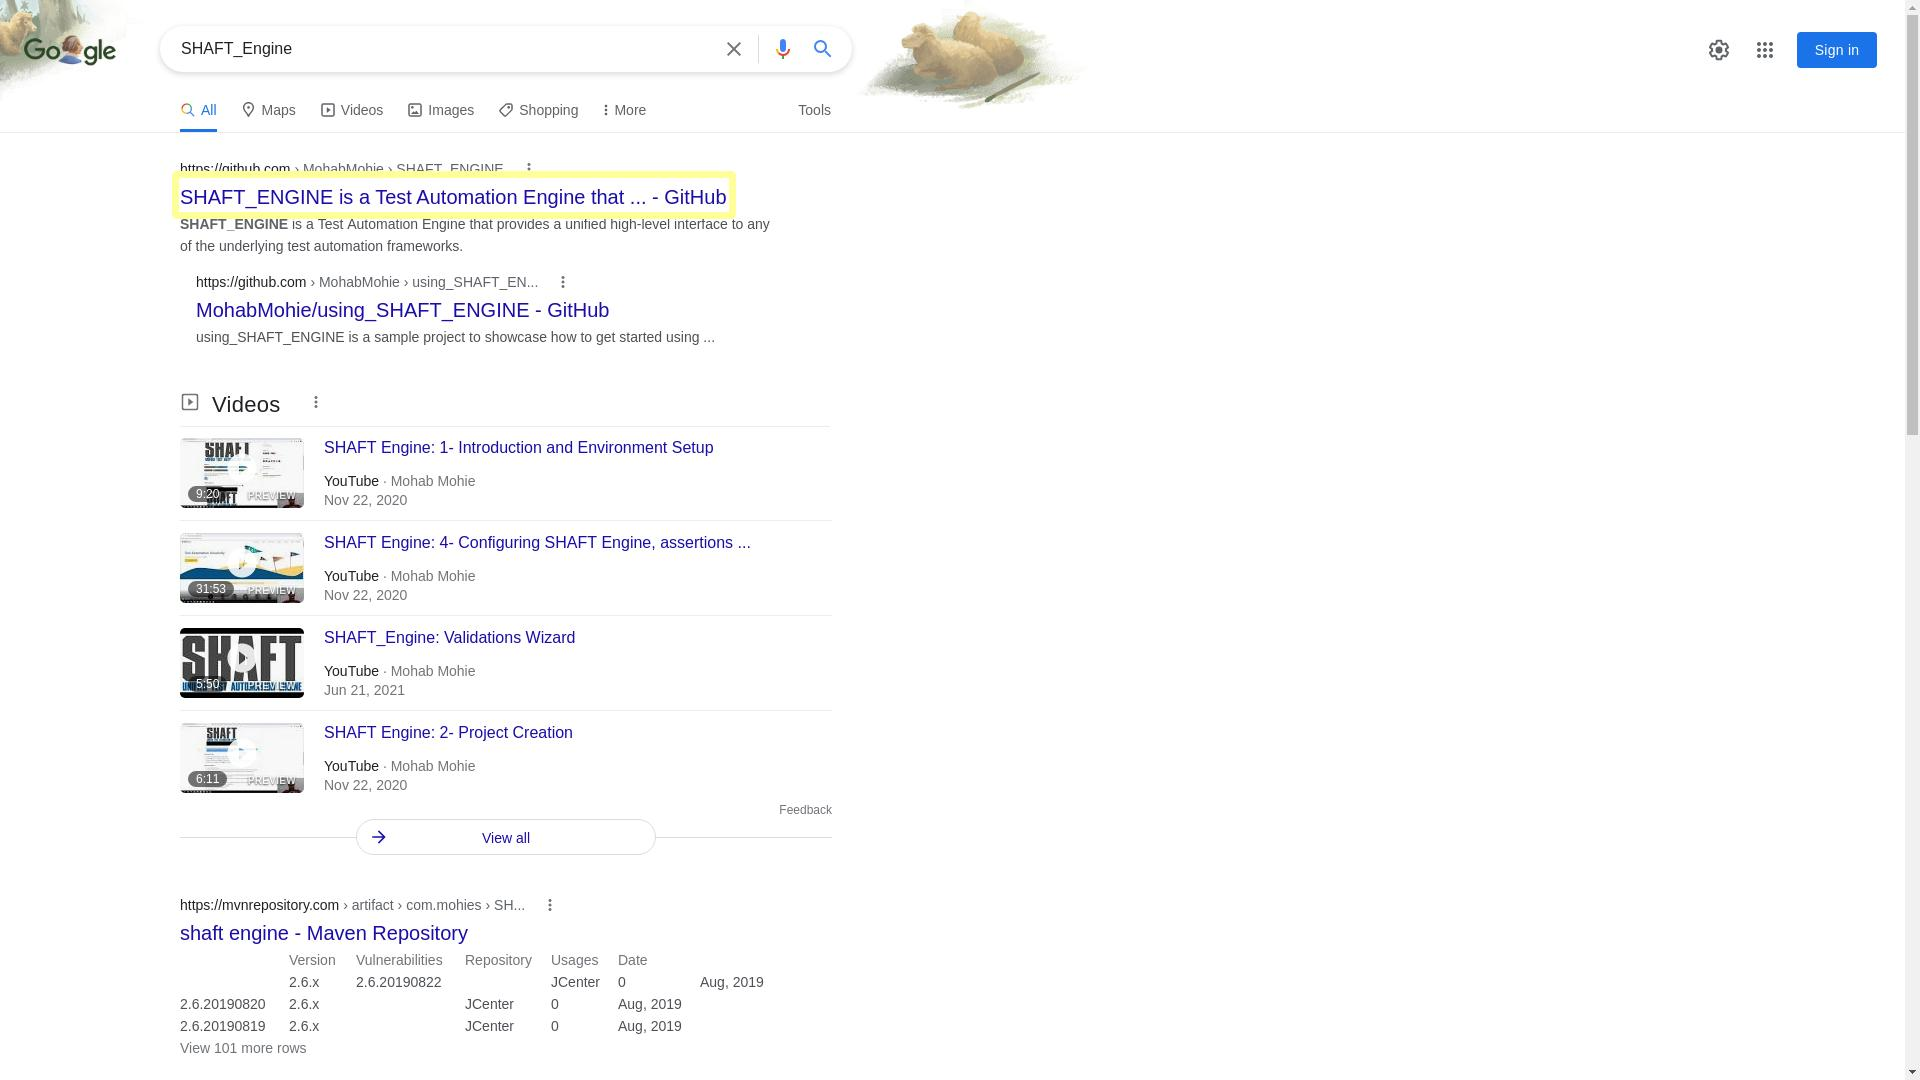 Google
SHAFT_Engine
Sign in
All
Maps
Videos
Images
Shopping
More
Tools
https://github.com › MohabMohie › SHAFT_ENGINE
SHAFT_ENGINE is a Test Automation Engine that ... - GitHub
SHAFT_ENGINE is a Test Automation Engine that provides a unified high-level interface to any
of the underlying test automation frameworks.
https://github.com › MohabMohie › using_SHAFT_EN...
MohabMohie/using_SHAFT_ENGINE - GitHub
using_SHAFT_ENGINE is a sample project to showcase how to get started using ...
Videos
SHAFT
9:20
PREVIEW
SHAFT Engine: 1- Introduction and Environment Setup
YouTube · Mohab Mohie
Nov 22, 2020
31:53
PREVIEW
SHAFT Engine: 4- Configuring SHAFT Engine, assertions ...
YouTube · Mohab Mohie
Nov 22, 2020
SHAFT
5:50
PREVIEW
SHAFT_Engine: Validations Wizard
YouTube · Mohab Mohie
Jun 21, 2021
SHAFT
6:11
PREVIEW
SHAFT Engine: 2- Project Creation
YouTube · Mohab Mohie
Nov 22, 2020
Feedback
View all
https://mvnrepository.com › artifact › com.mohies › SH...
shaft engine - Maven Repository
Version Vulnerabilities Repository Usages Date
2.6.x 2.6.20190822 JCenter 0 Aug, 2019
2.6.20190820 2.6.x JCenter 0 Aug, 2019
2.6.20190819 2.6.x JCenter 0 Aug, 2019
View 101 more rows